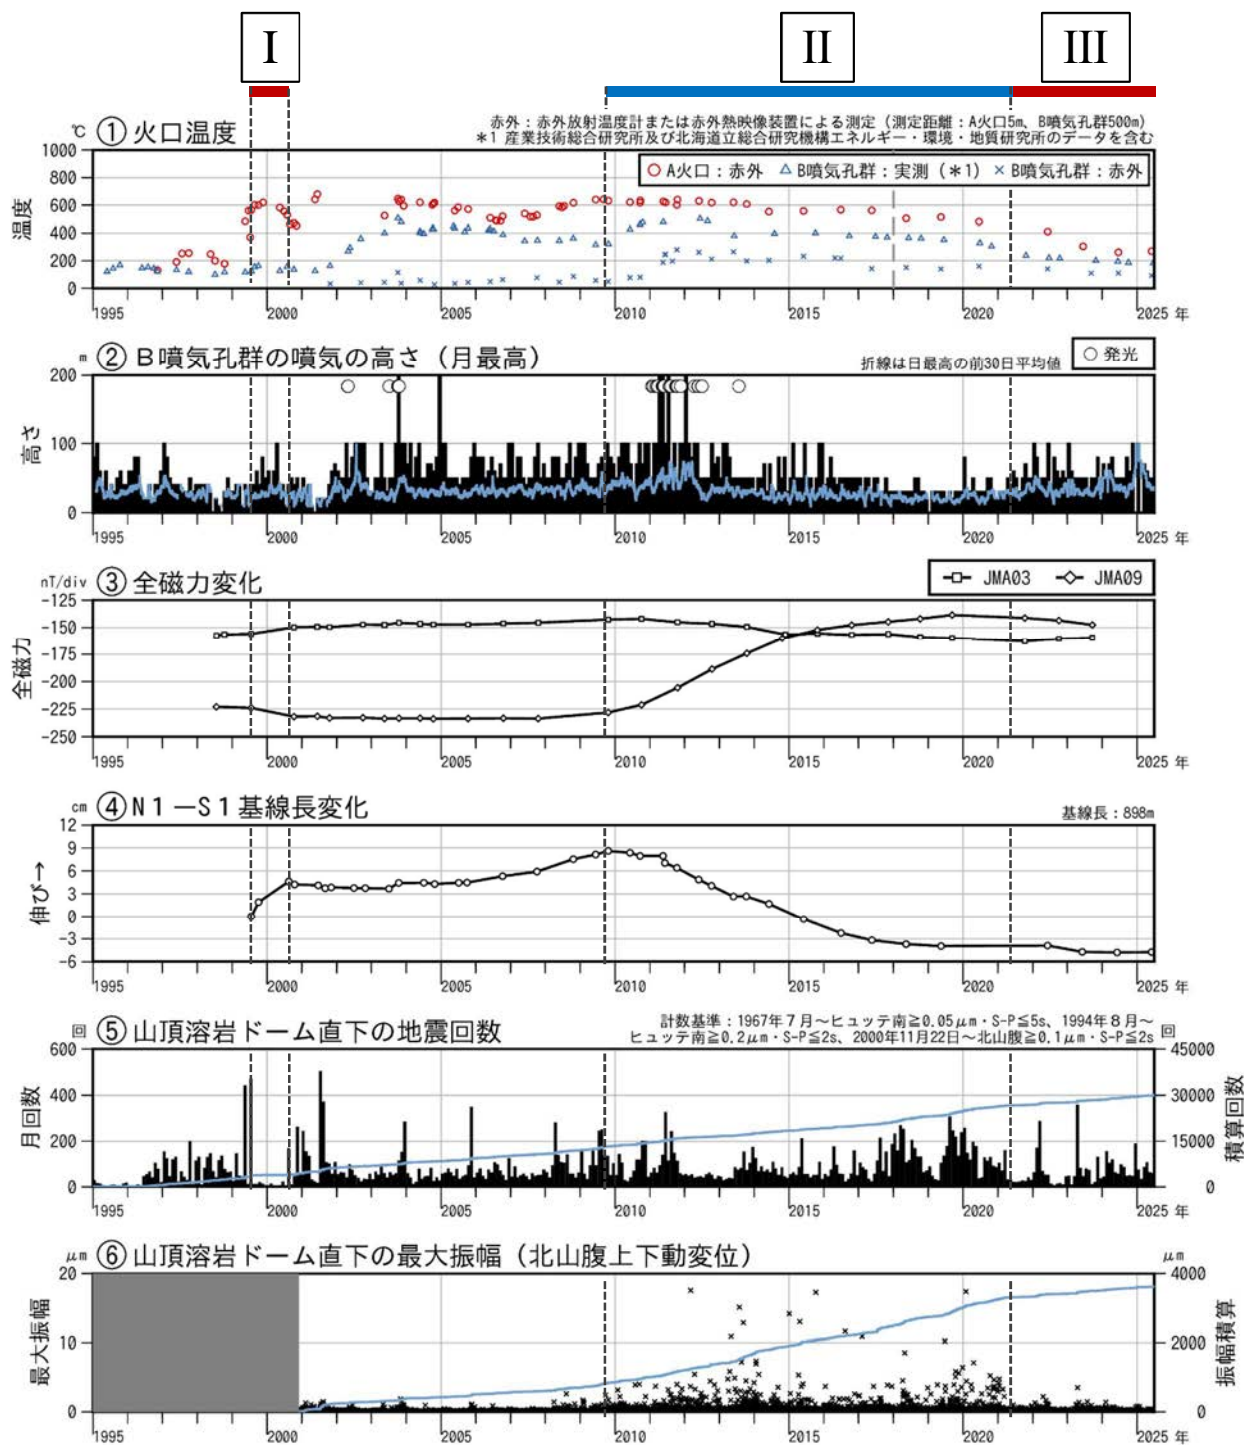 I
II
III
℃ ①火口温度
赤外：赤外放射温度計または赤外熱映像装置による測定（測定距離：A火口5m、B噴気孔群500m）
*1 産業技術総合研究所及び北海道立総合研究機構エネルギー・環境・地質研究所のデータを含む
○ A火口：赤外 △ B噴気孔群：実測（*1） × B噴気孔群：赤外
温度
1000
800
600
400
200
0
1995 2000 2005 2010 2015 2020 2025 年
m ②B噴気孔群の噴気の高さ（月最高）
折線は日最高の前30日平均値
○ 発光
高さ
200
100
0
1995 2000 2005 2010 2015 2020 2025 年
nT/div ③全磁力変化
JMA03 JMA09
全磁力
-125
-150
-175
-200
-225
-250
1995 2000 2005 2010 2015 2020 2025 年
cm ④N1－S1基線長変化
基線長：898m
伸び→
12
9
6
3
0
-3
-6
1995 2000 2005 2010 2015 2020 2025 年
回 ⑤山頂溶岩ドーム直下の地震回数
計数基準：1967年7月～ヒュッテ南≧0.05μm・S-P≦5s、1994年8月～
ヒュッテ南≧0.2μm・S-P≦2s、2000年11月22日～北山腹≧0.1μm・S-P≦2s 回
月回数
600
400
200
0
45000
30000
15000
0
積算回数
1995 2000 2005 2010 2015 2020 2025 年
μm ⑥山頂溶岩ドーム直下の最大振幅（北山腹上下動変位）
μm
最大振幅
20
10
0
4000
2000
0
振幅積算
1995 2000 2005 2010 2015 2020 2025 年